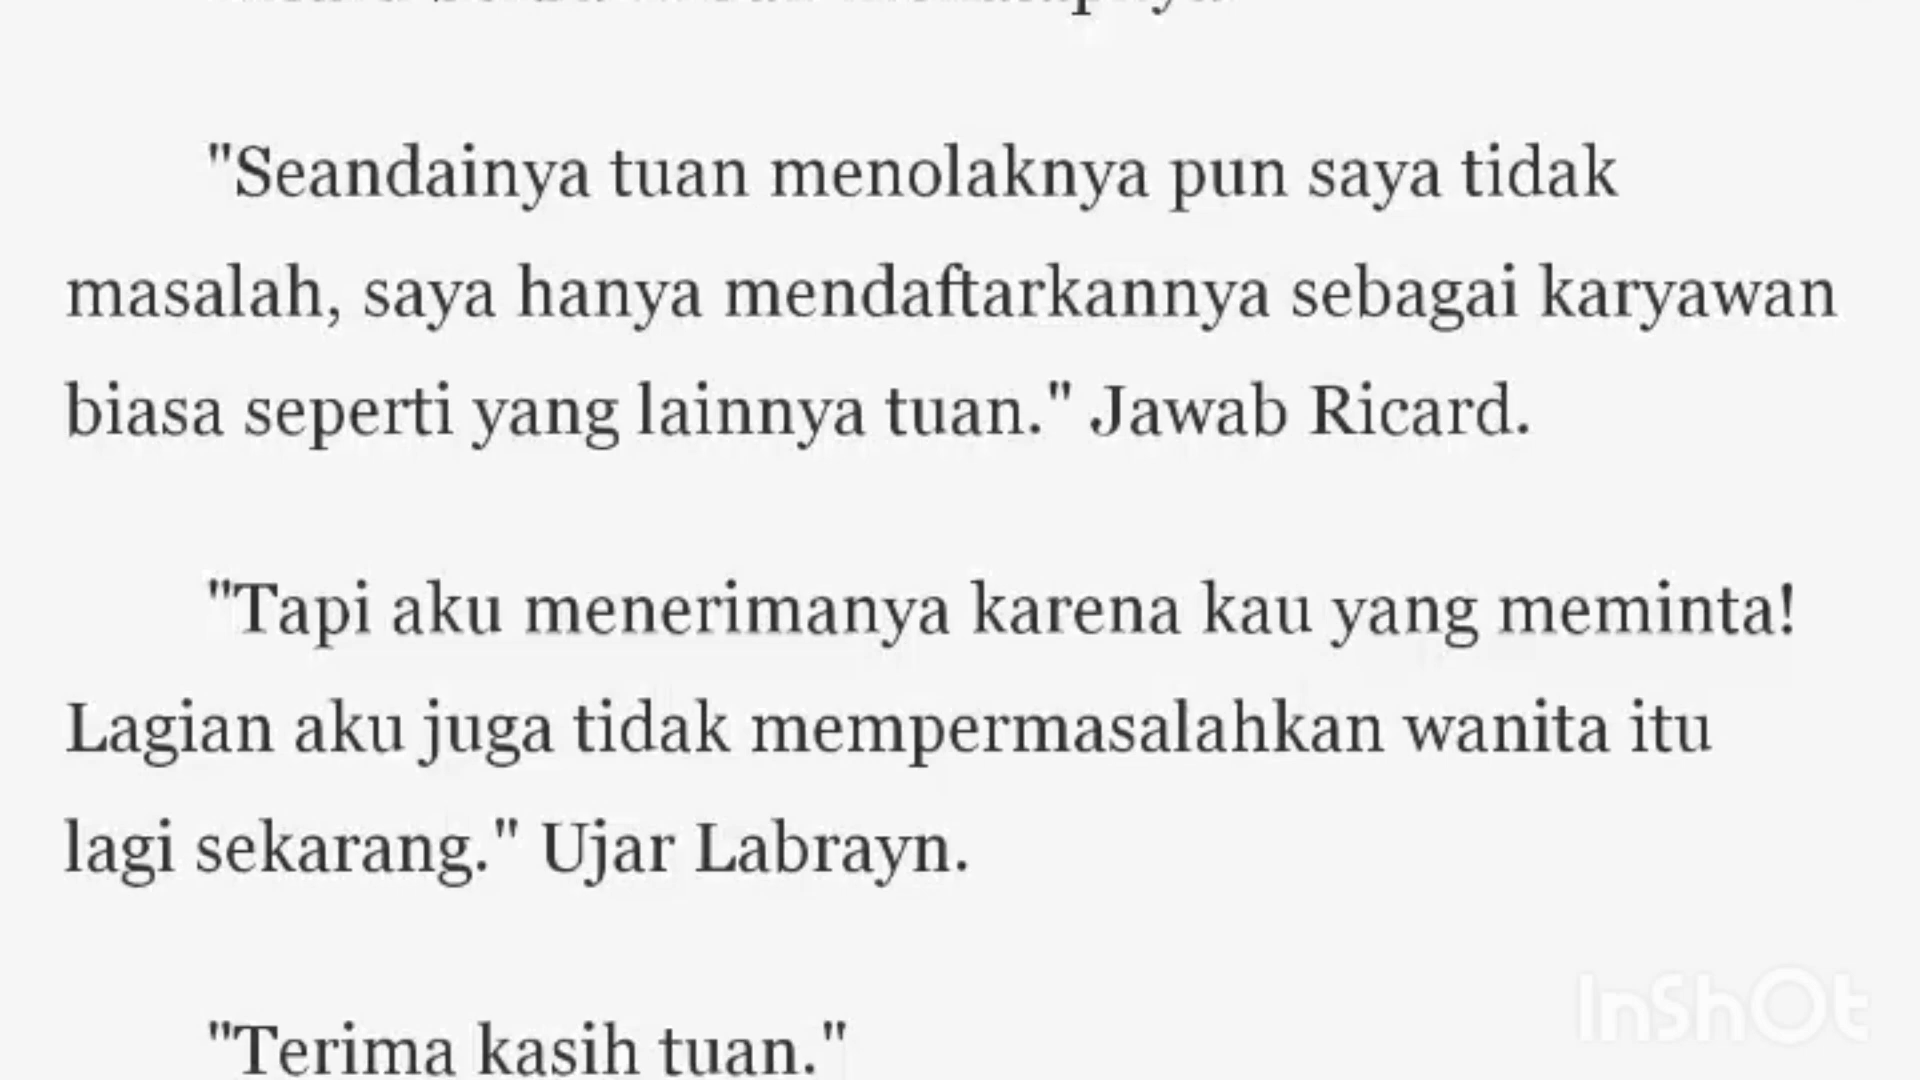 "Seandainya tuan menolaknya pun saya tidak
masalah, saya hanya mendaftarkannya sebagai karyawan
biasa seperti yang lainnya tuan." Jawab Ricard.
"Tapi aku menerimanya karena kau yang meminta!
Lagian aku juga tidak mempermasalahkan wanita itu
lagi sekarang." Ujar Labrayn.
"Terima kasih tuan."
InShOt